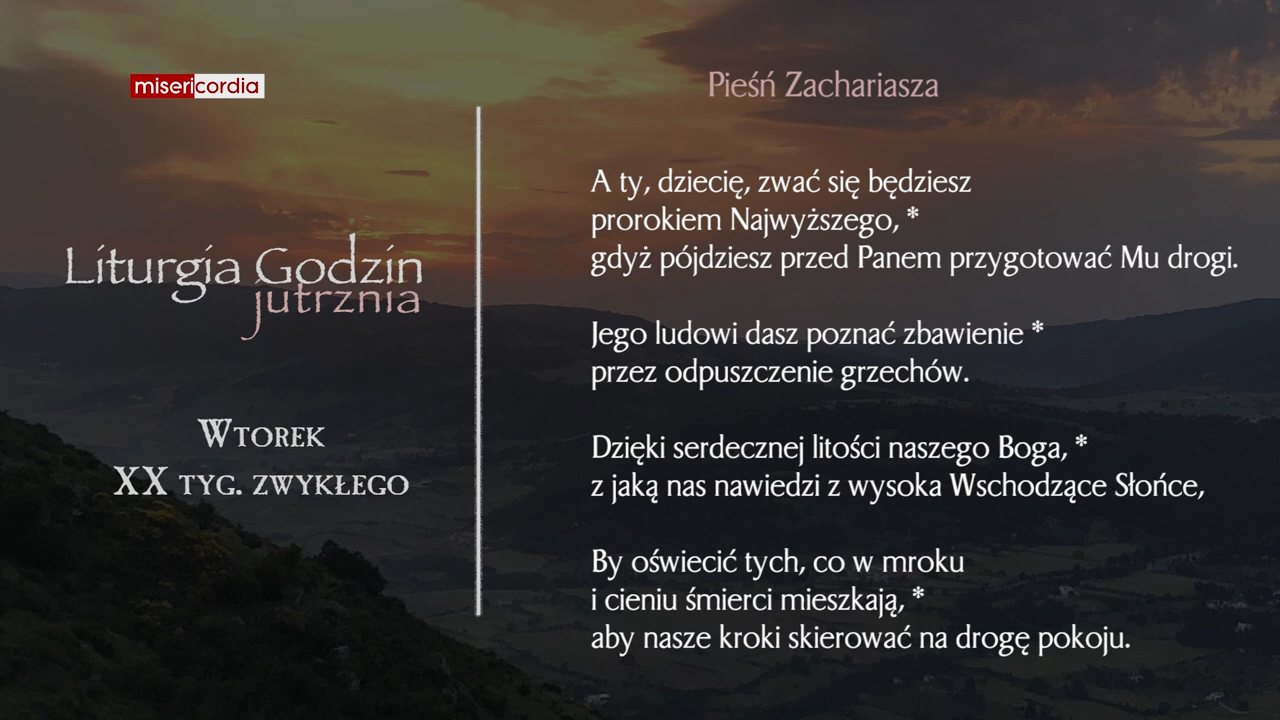 misericordia
Liturgia Godzin
jutrznia
Wtorek
XX tyg. zwykłego
Pieśń Zachariasza
A ty, dziecię, zwać się będziesz
prorokiem Najwyższego, *
gdyż pójdziesz przed Panem przygotować Mu drogi.
Jego ludowi dasz poznać zbawienie *
przez odpuszczenie grzechów.
Dzięki serdecznej litości naszego Boga, *
z jaką nas nawiedzi z wysoka Wschodzące Słońce,
By oświecić tych, co w mroku
i cieniu śmierci mieszkają, *
aby nasze kroki skierować na drogę pokoju.